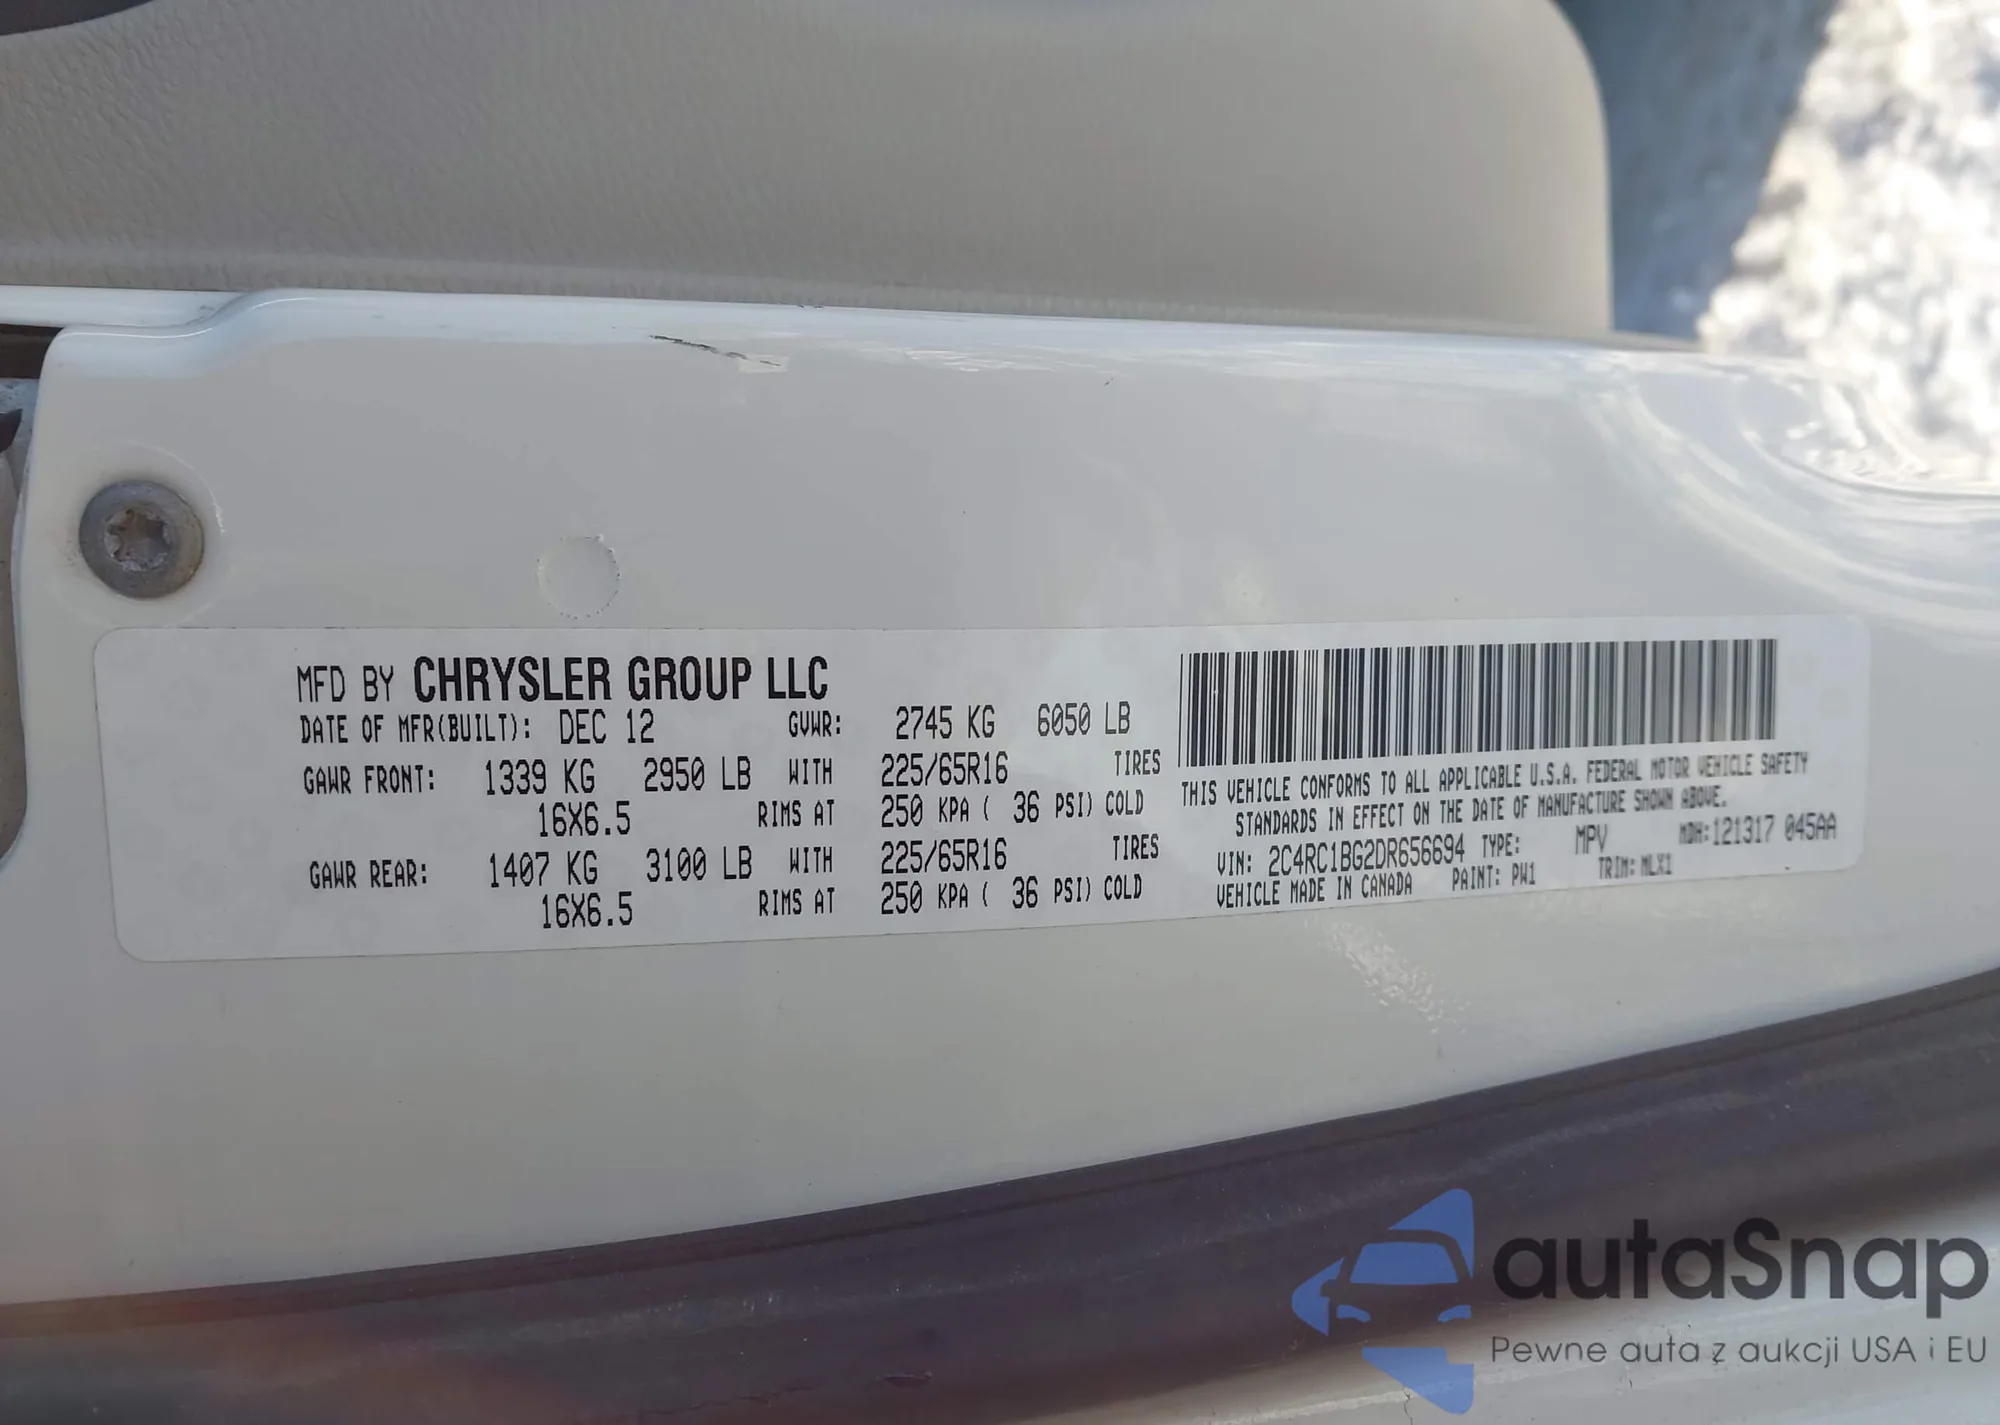 MFD BY CHRYSLER GROUP LLC
DATE OF MFR(BUILT): DEC 12 GVWR: 2745 KG 6050 LB
GAWR FRONT: 1339 KG 2950 LB WITH 225/65R16 TIRES
16X6.5 RIMS AT 250 KPA ( 36 PSI) COLD
GAWR REAR: 1407 KG 3100 LB WITH 225/65R16 TIRES
16X6.5 RIMS AT 250 KPA ( 36 PSI) COLD
THIS VEHICLE CONFORMS TO ALL APPLICABLE U.S.A. FEDERAL MOTOR VEHICLE SAFETY
STANDARDS IN EFFECT ON THE DATE OF MANUFACTURE SHOWN ABOVE.
VIN: 2C4RC1BG2DR656694 TYPE: MPV MDH:121317 045AA
VEHICLE MADE IN CANADA PAINT: PW1 TRIM: MLX1
autaSnap
Pewne auta z aukcji USA i EU